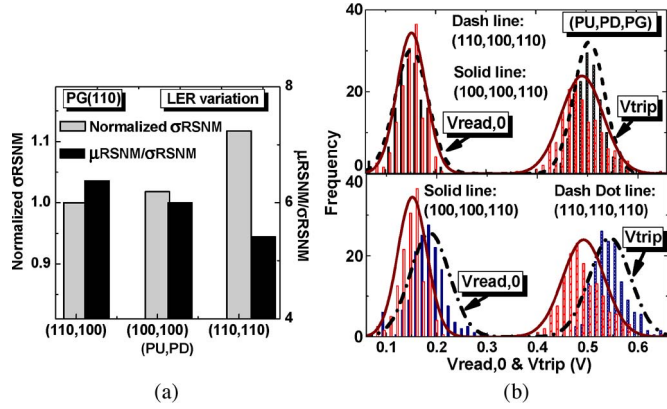 PG(110)
LER variation
Normalized σRSNM
μRSNM/σRSNM
Normalized σRSNM
1.1
1.0
0.9
8
6
4
μRSNM/σRSNM
(110,100)
(100,100)
(110,110)
(PU,PD)
(a)
40
20
0
Dash line:
(110,100,110)
Solid line:
(100,100,110)
(PU,PD,PG)
Vread,0
Vtrip
Frequency
40
20
0
Solid line:
(100,100,110)
Dash Dot line:
(110,110,110)
Vread,0
Vtrip
0.1
0.2
0.3
0.4
0.5
0.6
Vread,0 & Vtrip (V)
(b)